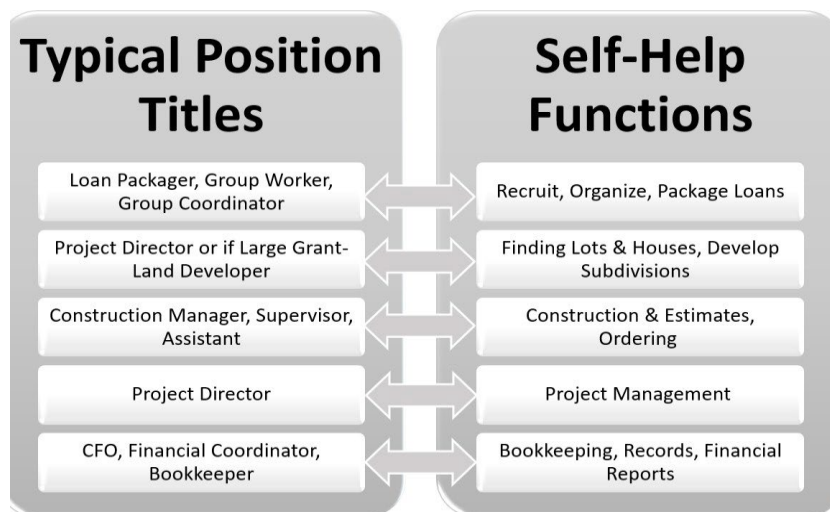 Typical Position
Titles
Loan Packager, Group Worker,
Group Coordinator
Project Director or if Large Grant-
Land Developer
Construction Manager, Supervisor,
Assistant
Project Director
CFO, Financial Coordinator,
Bookkeeper
Self-Help
Functions
Recruit, Organize, Package Loans
Finding Lots & Houses, Develop
Subdivisions
Construction & Estimates,
Ordering
Project Management
Bookkeeping, Records, Financial
Reports